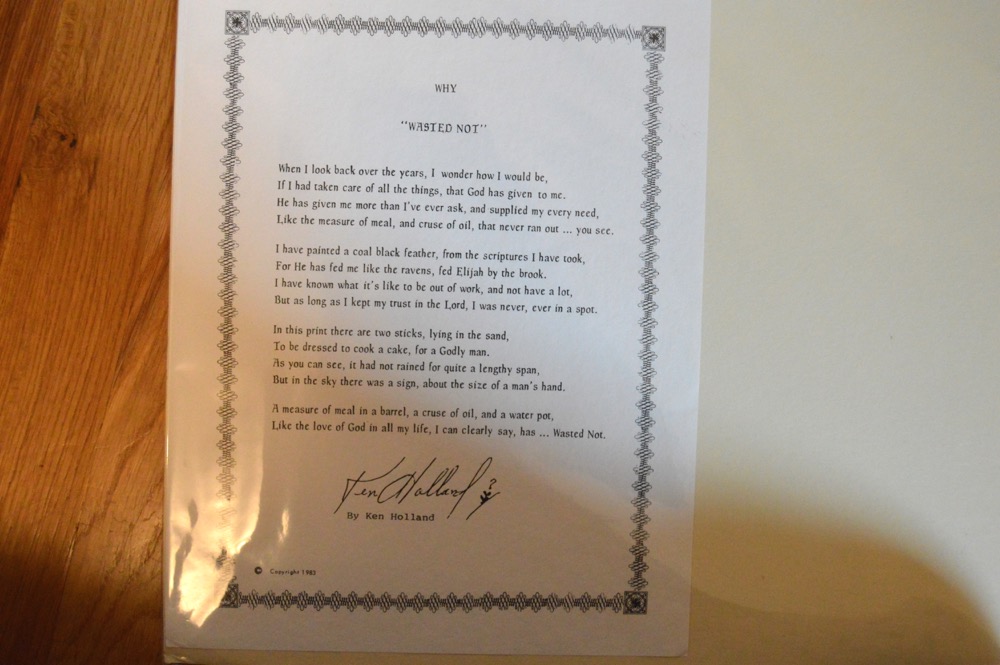 WHY
"WASTED NOT"
When I look back over the years, I wonder how I would be,
If I had taken care of all the things, that God has given to me.
He has given me more than I've ever ask, and supplied my every need,
Like the measure of meal, and cruse of oil, that never ran out ... you see.
I have painted a coal black feather, from the scriptures I have took,
For He has fed me like the ravens, fed Elijah by the brook.
I have known what it's like to be out of work, and not have a lot,
But as long as I kept my trust in the Lord, I was never, ever in a spot.
In this print there are two sticks, lying in the sand,
To be dressed to cook a cake, for a Godly man.
As you can see, it had not rained for quite a lengthy span,
But in the sky there was a sign, about the size of a man's hand.
A measure of meal in a barrel, a cruse of oil, and a water pot,
Like the love of God in all my life, I can clearly say, has ... Wasted Not.
Ken Holland
By Ken Holland
© Copyright 1983